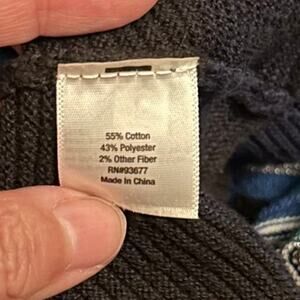 55% Cotton
43% Polyester
2% Other Fiber
RN#93677
Made In China